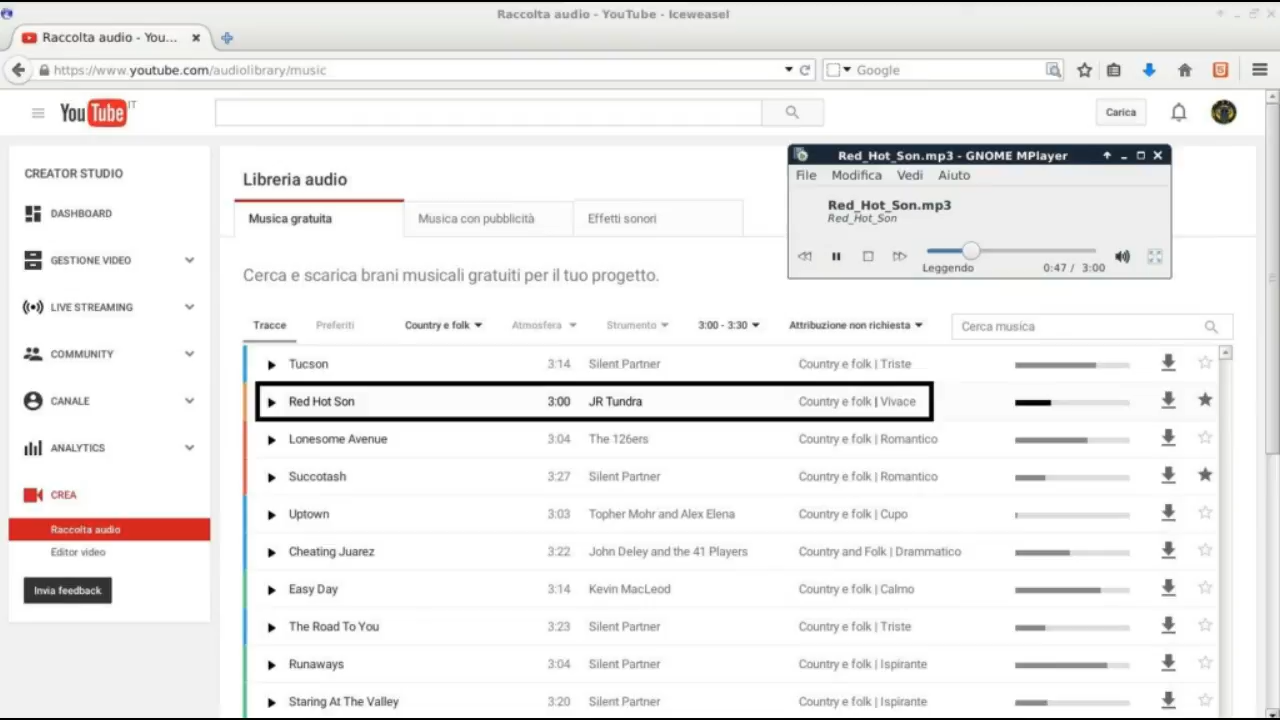 Raccolta audio - YouTube - Iceweasel
Raccolta audio - You...
https://www.youtube.com/audiolibrary/music
Google
YouTube IT
Carica
CREATOR STUDIO
DASHBOARD
GESTIONE VIDEO
LIVE STREAMING
COMMUNITY
CANALE
ANALYTICS
CREA
Raccolta audio
Editor video
Invia feedback
Libreria audio
Musica gratuita
Musica con pubblicità
Effetti sonori
Cerca e scarica brani musicali gratuiti per il tuo progetto.
Red_Hot_Son.mp3 - GNOME MPlayer
File Modifica Vedi Aiuto
Red_Hot_Son.mp3
Red_Hot_Son
Leggendo 0:47 / 3:00
Tracce Preferiti Country e folk Atmosfera Strumento 3:00 - 3:30 Attribuzione non richiesta Cerca musica
Tucson 3:14 Silent Partner Country e folk | Triste
Red Hot Son 3:00 JR Tundra Country e folk | Vivace
Lonesome Avenue 3:04 The 126ers Country e folk | Romantico
Succotash 3:27 Silent Partner Country e folk | Romantico
Uptown 3:03 Topher Mohr and Alex Elena Country e folk | Cupo
Cheating Juarez 3:22 John Deley and the 41 Players Country and Folk | Drammatico
Easy Day 3:14 Kevin MacLeod Country e folk | Calmo
The Road To You 3:23 Silent Partner Country e folk | Triste
Runaways 3:04 Silent Partner Country e folk | Ispirante
Staring At The Valley 3:20 Silent Partner Country e folk | Ispirante